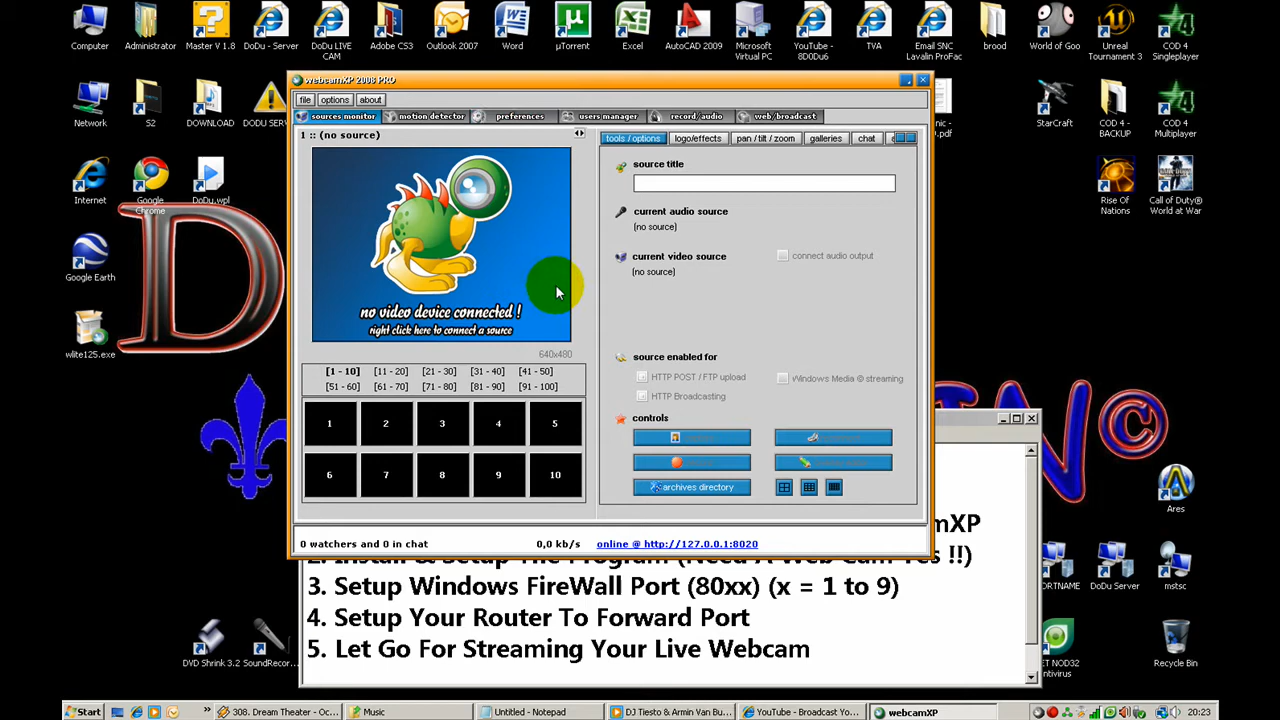 Computer
Administrator
Master V 1.8
DoDu - Server
DoDu LIVE CAM
Adobe CS3
Outlook 2007
Word
µTorrent
Excel
AutoCAD 2009
Microsoft Virtual PC
YouTube - 8D0Du6
TVA
Email SNC Lavalin ProFac
brood
World of Goo
Unreal Tournament 3
COD 4 Singleplayer
Network
S2
DOWNLOAD
DoDu.wpl
StarCraft
COD 4 - BACKUP
COD 4 Multiplayer
Internet
Google Chrome
Rise Of Nations
Call of Duty® World at War
Google Earth
wlite125.exe
webcamXP 2008 PRO
file
options
about
sources monitor
motion detector
preferences
users manager
record/audio
web/broadcast
1 :: (no source)
tools / options
logo/effects
pan / tilt / zoom
galleries
chat
source title
current audio source
(no source)
current video source
connect audio output
(no source)
no video device connected !
right click here to connect a source
640x480
[1 - 10] [11 - 20] [21 - 30] [31 - 40] [41 - 50]
[51 - 60] [61 - 70] [71 - 80] [81 - 90] [91 - 100]
1 2 3 4 5
6 7 8 9 10
source enabled for
HTTP POST / FTP upload
Windows Media © streaming
HTTP Broadcasting
controls
archives directory
0 watchers and 0 in chat
0,0 kb/s
online @ http://127.0.0.1:8020
3. Setup Windows FireWall Port (80xx) (x = 1 to 9)
4. Setup Your Router To Forward Port
5. Let Go For Streaming Your Live Webcam
Ares
DoDu Server
mstsc
DVD Shrink 3.2
SoundRecor...
Recycle Bin
Start
308. Dream Theater - Oc...
Music
Untitled - Notepad
DJ Tiesto & Armin Van Bu...
YouTube - Broadcast Yo...
webcamXP
20:23